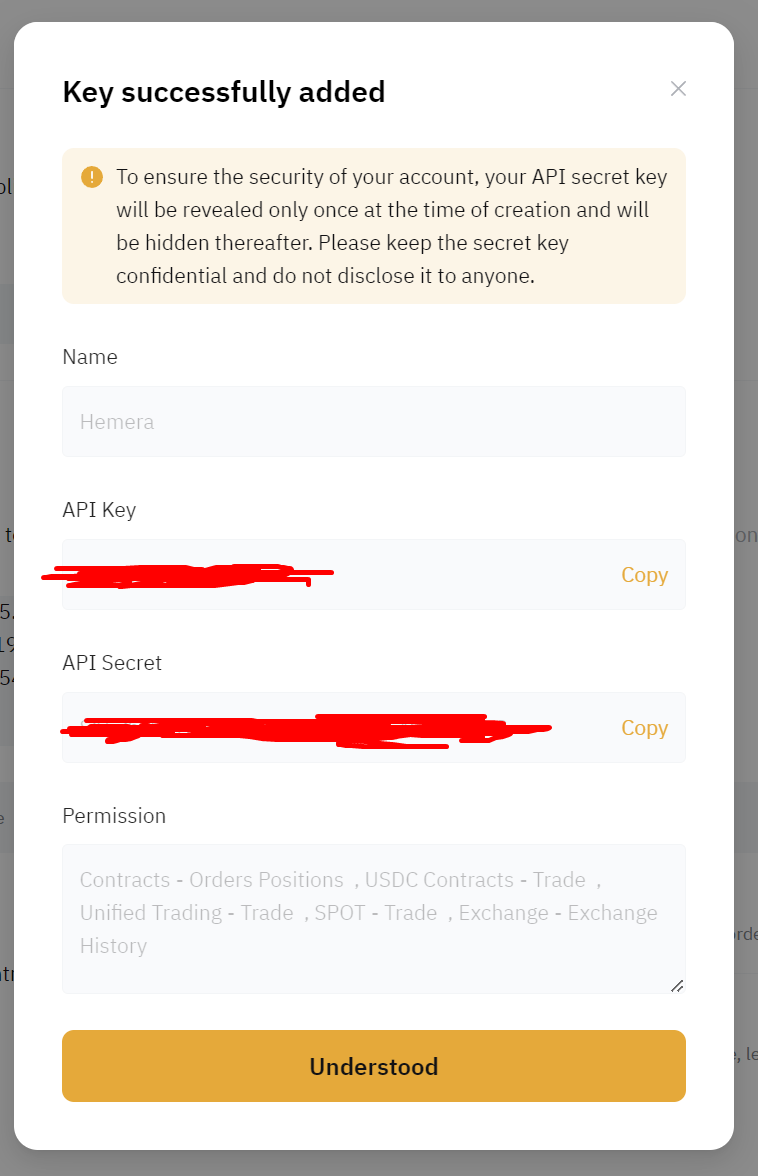 Key successfully added
To ensure the security of your account, your API secret key
will be revealed only once at the time of creation and will
be hidden thereafter. Please keep the secret key
confidential and do not disclose it to anyone.
Name
Hemera
API Key
Copy
API Secret
Copy
Permission
Contracts - Orders Positions , USDC Contracts - Trade ,
Unified Trading - Trade , SPOT - Trade , Exchange - Exchange
History
Understood